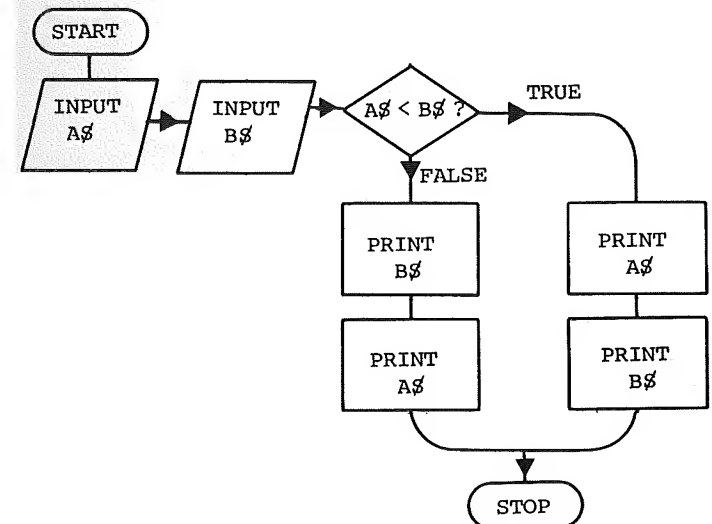 START
INPUT
A$
INPUT
B$
A$ < B$ ?
TRUE
FALSE
PRINT
B$
PRINT
A$
PRINT
A$
PRINT
B$
STOP